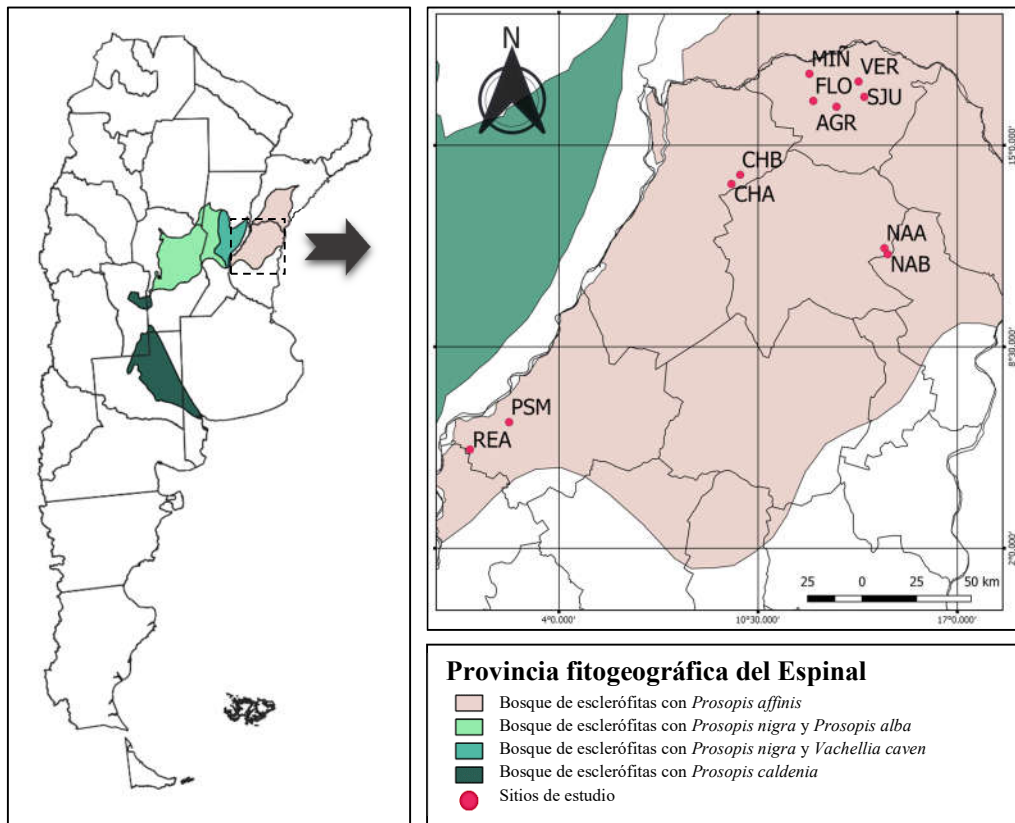 N
MIN
VER
FLO
SJU
AGR
15°0.000'
CHB
CHA
NAA
NAB
8°30.000'
PSM
REA
2°0.000'
25 0 25 50 km
4°0.000' 10°30.000' 17°0.000'
Provincia fitogeográfica del Espinal
Bosque de esclerófitas con Prosopis affinis
Bosque de esclerófitas con Prosopis nigra y Prosopis alba
Bosque de esclerófitas con Prosopis nigra y Vachellia caven
Bosque de esclerófitas con Prosopis caldenia
Sitios de estudio